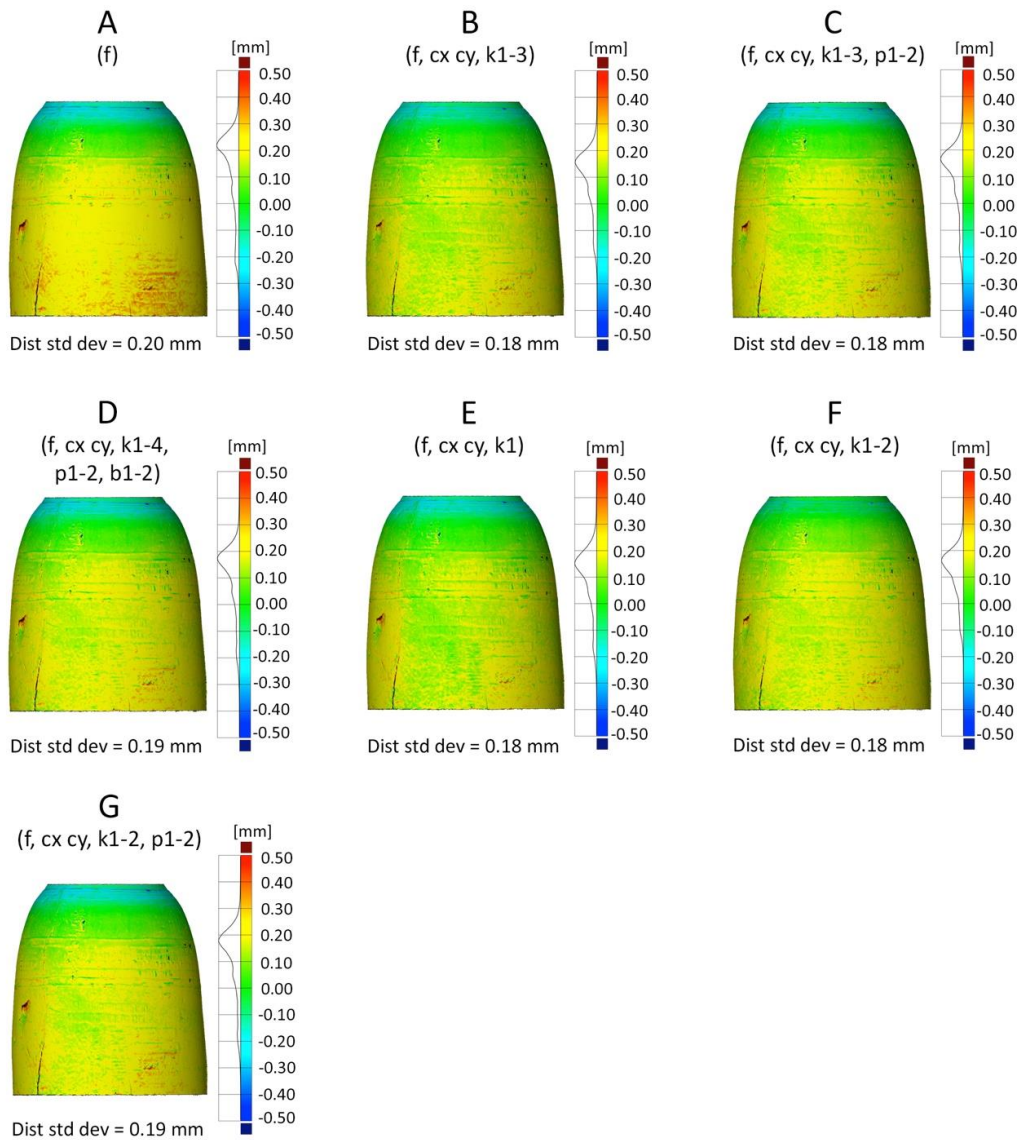 A
(f)
[mm]
0.50
0.40
0.30
0.20
0.10
0.00
-0.10
-0.20
-0.30
-0.40
-0.50
Dist std dev = 0.20 mm
B
(f, cx cy, k1-3)
[mm]
0.50
0.40
0.30
0.20
0.10
0.00
-0.10
-0.20
-0.30
-0.40
-0.50
Dist std dev = 0.18 mm
C
(f, cx cy, k1-3, p1-2)
[mm]
0.50
0.40
0.30
0.20
0.10
0.00
-0.10
-0.20
-0.30
-0.40
-0.50
Dist std dev = 0.18 mm
D
(f, cx cy, k1-4,
p1-2, b1-2)
[mm]
0.50
0.40
0.30
0.20
0.10
0.00
-0.10
-0.20
-0.30
-0.40
-0.50
Dist std dev = 0.19 mm
E
(f, cx cy, k1)
[mm]
0.50
0.40
0.30
0.20
0.10
0.00
-0.10
-0.20
-0.30
-0.40
-0.50
Dist std dev = 0.18 mm
F
(f, cx cy, k1-2)
[mm]
0.50
0.40
0.30
0.20
0.10
0.00
-0.10
-0.20
-0.30
-0.40
-0.50
Dist std dev = 0.18 mm
G
(f, cx cy, k1-2, p1-2)
[mm]
0.50
0.40
0.30
0.20
0.10
0.00
-0.10
-0.20
-0.30
-0.40
-0.50
Dist std dev = 0.19 mm